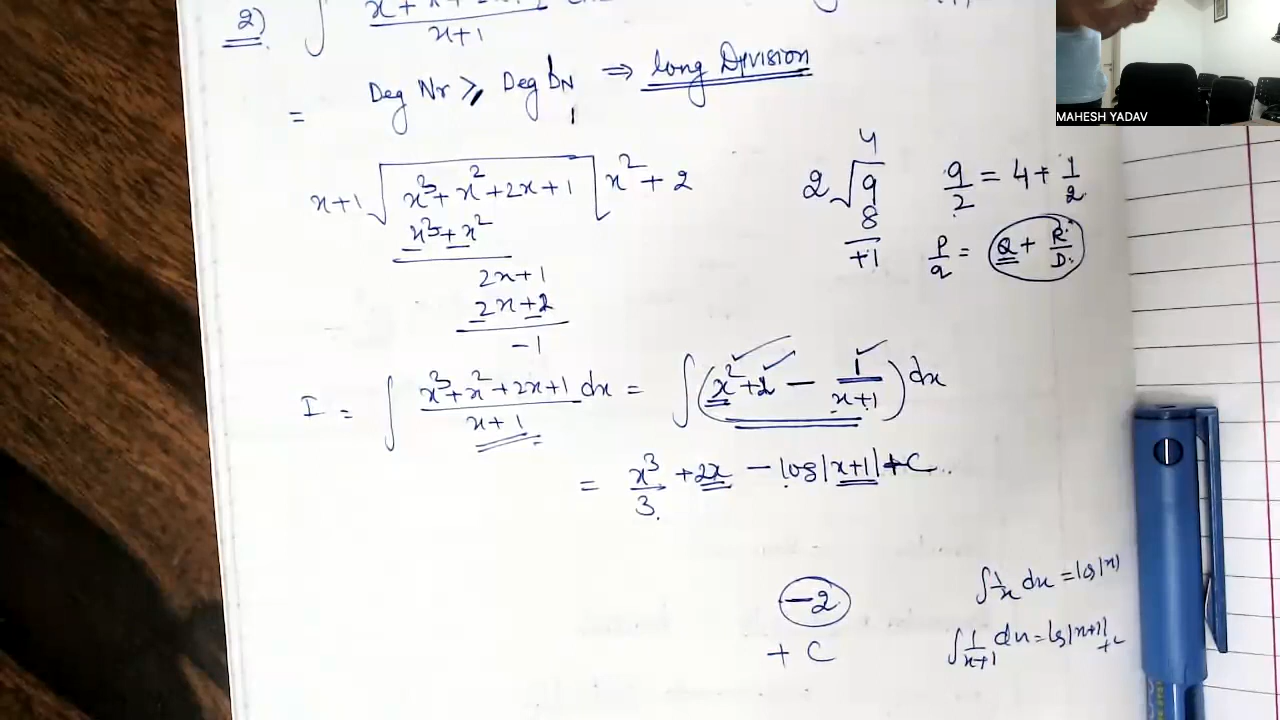 2) ∫ x+1
Deg Nr ≥ Deg DN ⇒ long Division
=
x+1 √ x³+x²+2x+1 x²+2
x³+x²
2x+1
2x+2
-1
4
2 √ 9
8
+1
9/2 = 4+ 1/2
P/q = Q + R/D
I = ∫ x³+x²+2x+1 / x+1 dx = ∫ (x²+2 - 1/x+1) dx
= x³/3 +2x - log|x+1|+C
-2
+ C
∫ 1/x dx = log|x|
∫ 1/x+1 dx = log|x+1| + c
MAHESH YADAV